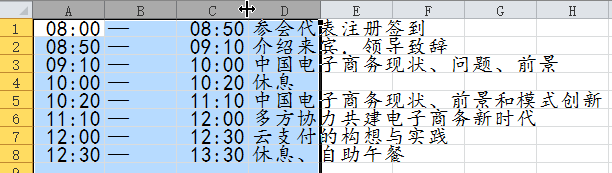 A B C D E F G H
1 08:00 — 08:50 参会代表注册签到
2 08:50 — 09:10 介绍来宾．领导致辞
3 09:10 — 10:00 中国电子商务现状、问题、前景
4 10:00 — 10:20 休息
5 10:20 — 11:10 中国电子商务现状、前景和模式创新
6 11:10 — 12:00 多方协力共建电子商务新时代
7 12:00 — 12:30 云支付的构想与实践
8 12:30 — 13:30 休息、自助午餐